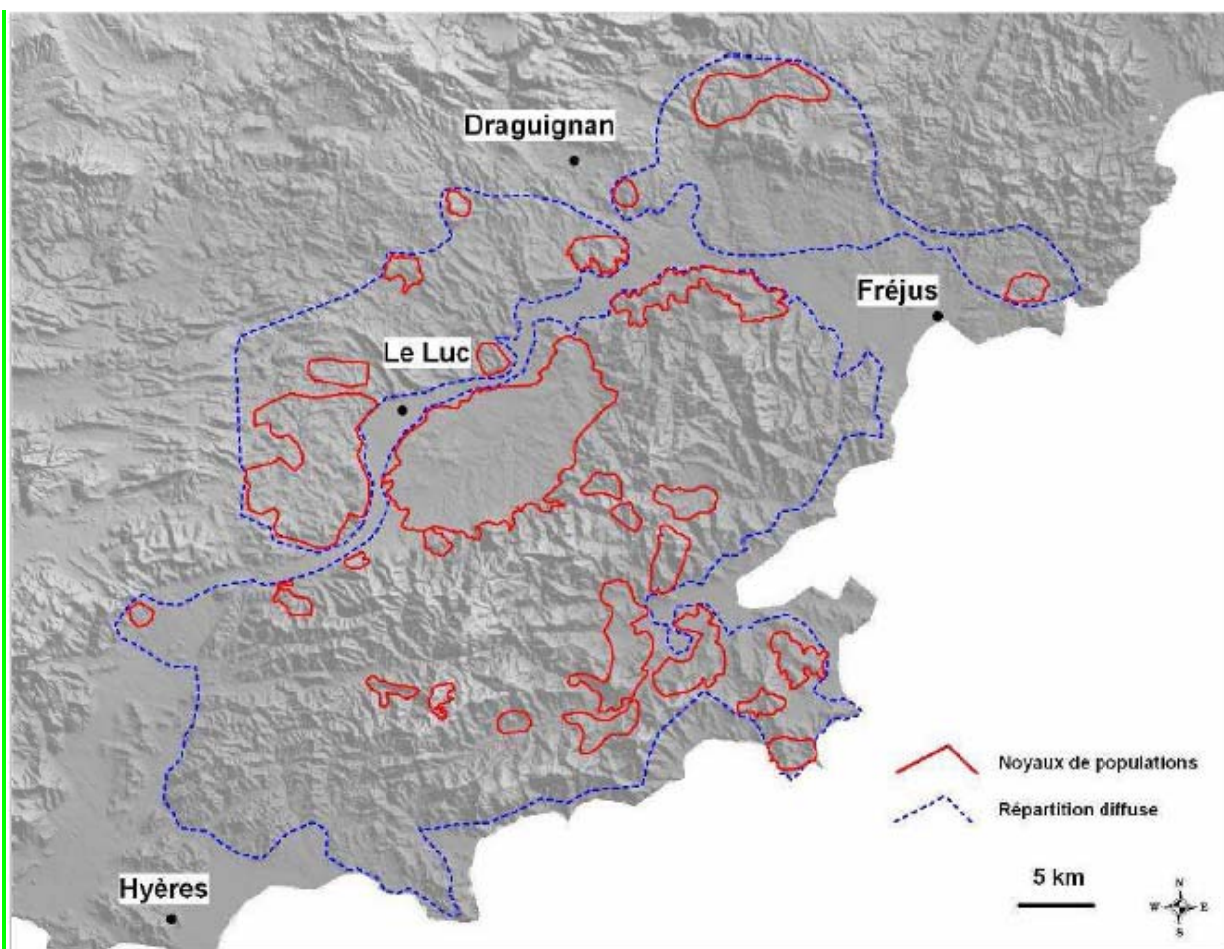 Draguignan
Fréjus
Le Luc
Noyaux de populations
Répartition diffuse
5 km
Hyères
N
W E
S